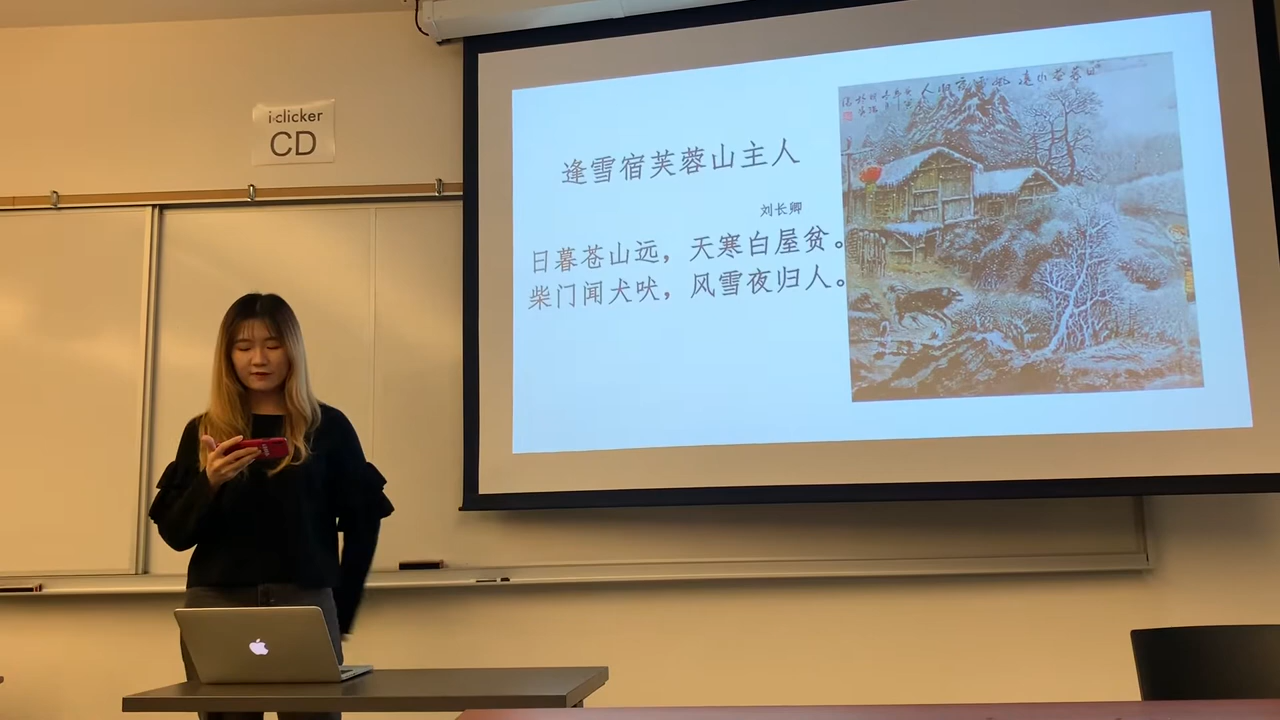 i>clicker
CD
逢雪宿芙蓉山主人
刘长卿
日暮苍山远，天寒白屋贫。
柴门闻犬吠，风雪夜归人。